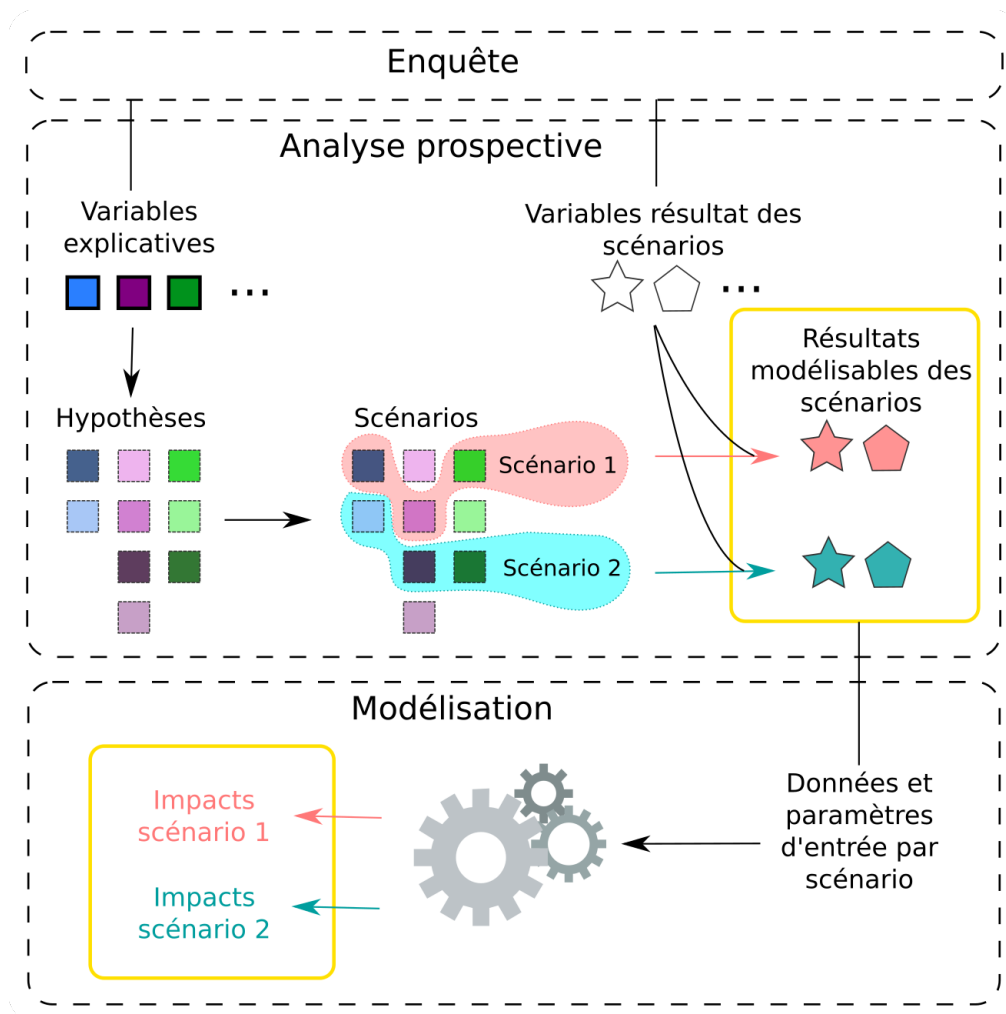 Enquête
Analyse prospective
Variables
explicatives
...
Variables résultat des
scénarios
...
Résultats
modélisables des
scénarios
Hypothèses
Scénarios
Scénario 1
Scénario 2
Modélisation
Impacts
scénario 1
Impacts
scénario 2
Données et
paramètres
d'entrée par
scénario